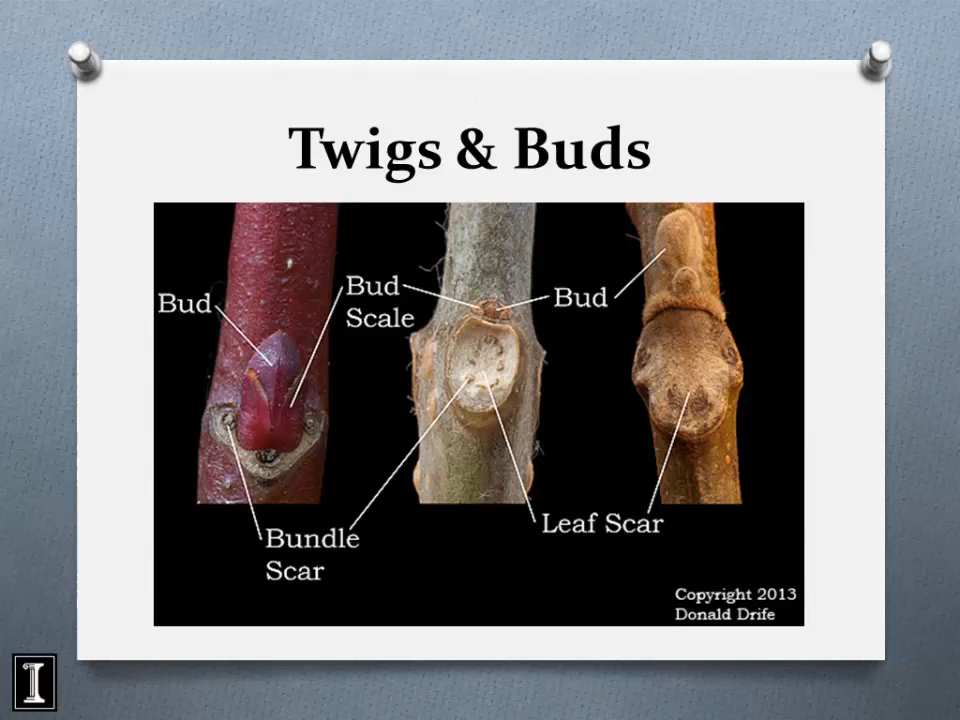 Twigs & Buds
Bud
Bud
Scale
Bud
Bundle
Scar
Leaf Scar
Copyright 2013
Donald Drife
I